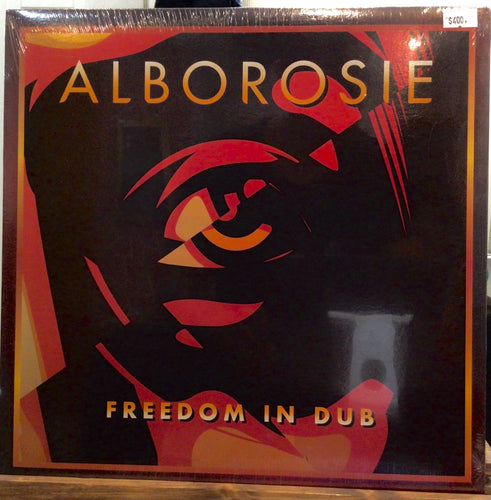 $400.
ALBOROSIE
FREEDOM IN DUB